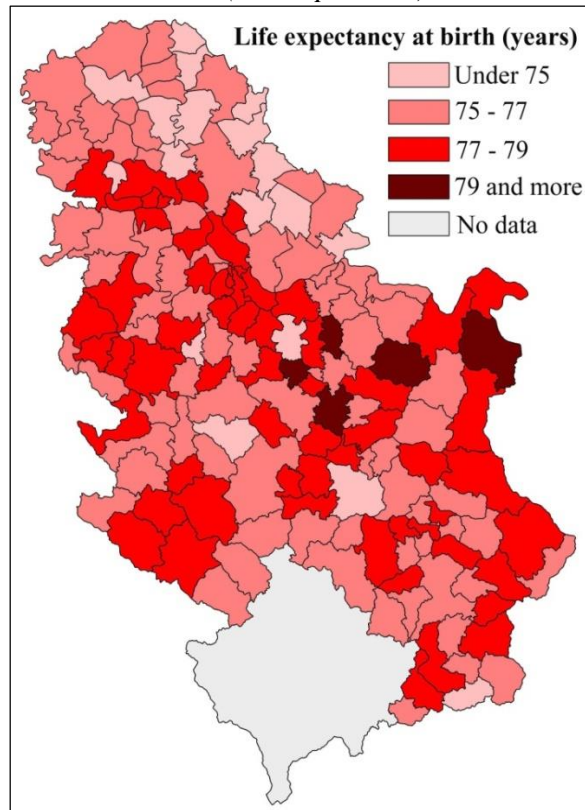 Life expectancy at birth (years)
Under 75
75 - 77
77 - 79
79 and more
No data